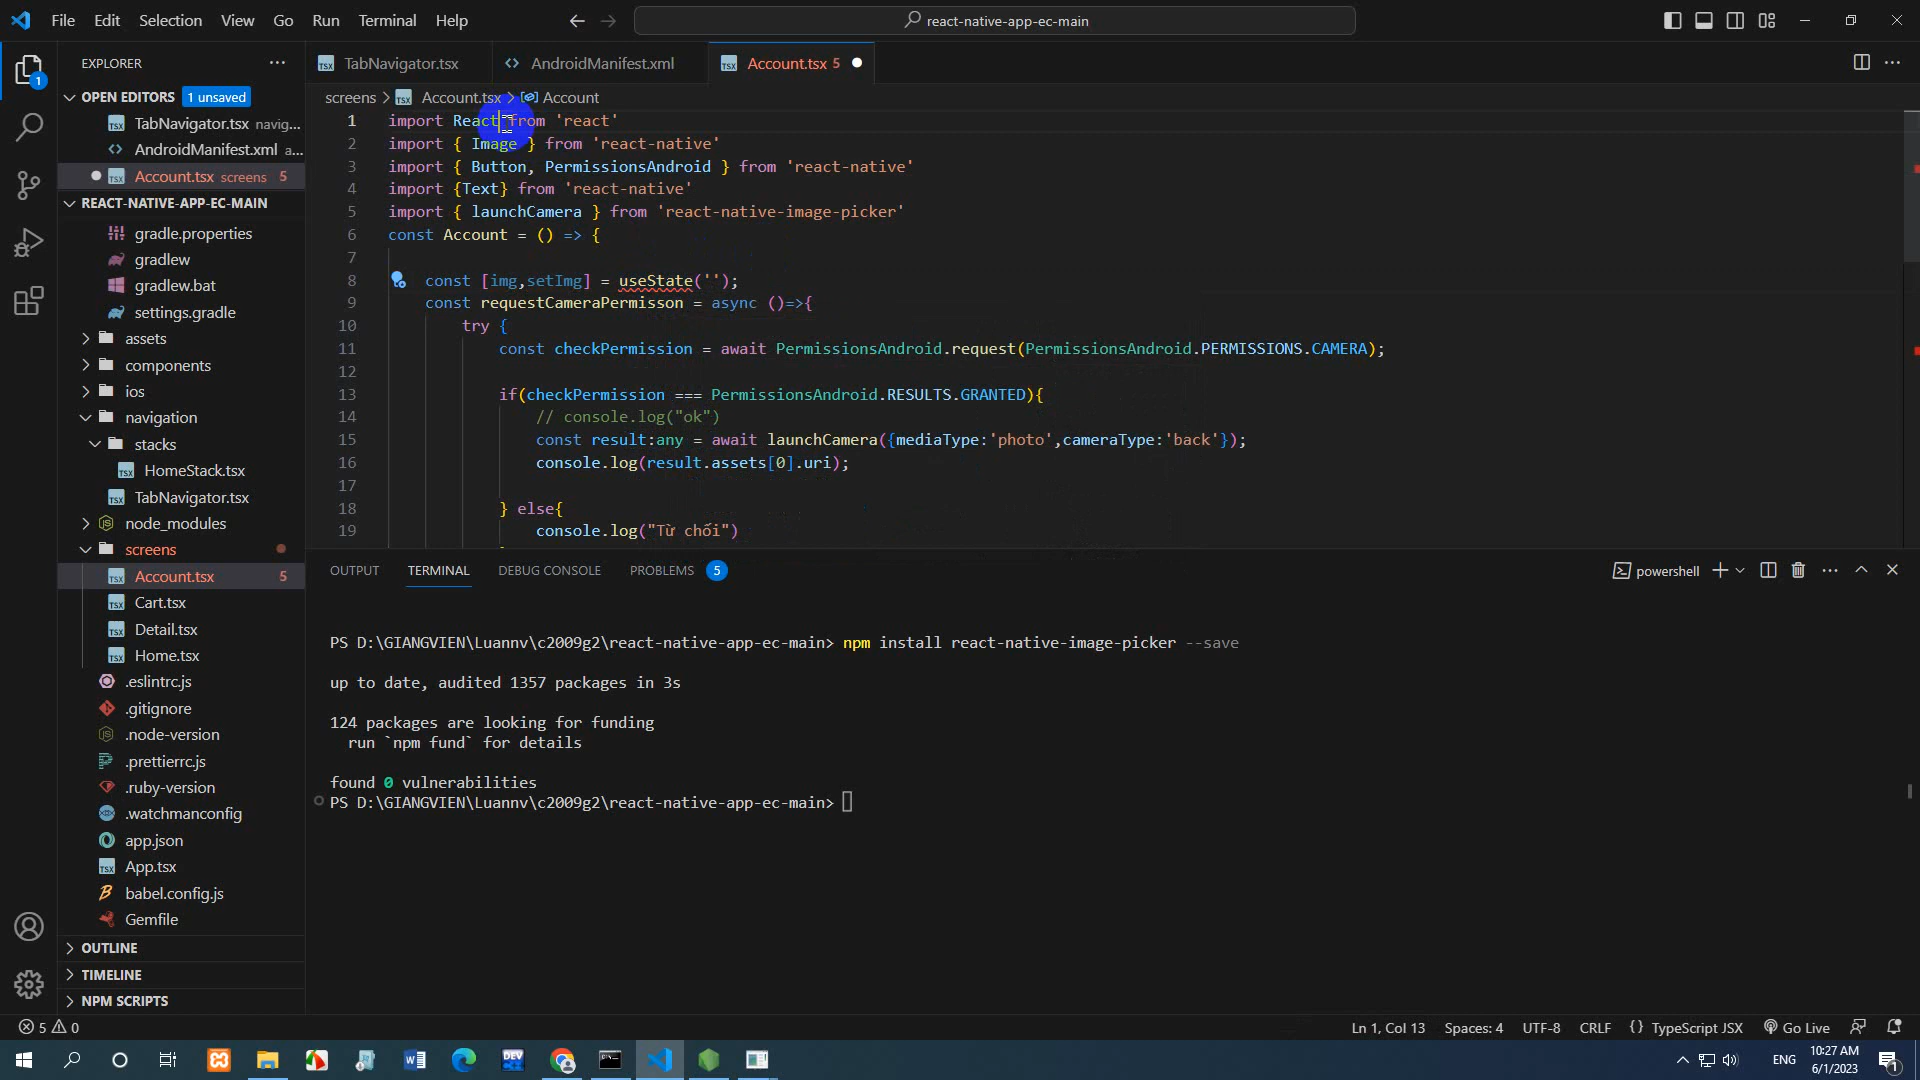 File Edit Selection View Go Run Terminal Help
react-native-app-ec-main
EXPLORER
OPEN EDITORS 1 unsaved
TabNavigator.tsx navig...
AndroidManifest.xml a...
Account.tsx screens 5
REACT-NATIVE-APP-EC-MAIN
gradle.properties
gradlew
gradlew.bat
settings.gradle
assets
components
ios
navigation
stacks
HomeStack.tsx
TabNavigator.tsx
node_modules
screens
Account.tsx 5
Cart.tsx
Detail.tsx
Home.tsx
.eslintrc.js
.gitignore
.node-version
.prettierrc.js
.ruby-version
.watchmanconfig
app.json
App.tsx
babel.config.js
Gemfile
OUTLINE
TIMELINE
NPM SCRIPTS
TabNavigator.tsx AndroidManifest.xml Account.tsx 5
screens > Account.tsx > Account
1 import React from 'react'
2 import { Image } from 'react-native'
3 import { Button, PermissionsAndroid } from 'react-native'
4 import {Text} from 'react-native'
5 import { launchCamera } from 'react-native-image-picker'
6 const Account = () => {
7
8 const [img,setImg] = useState('');
9 const requestCameraPermisson = async ()=>{
10 try {
11 const checkPermission = await PermissionsAndroid.request(PermissionsAndroid.PERMISSIONS.CAMERA);
12
13 if(checkPermission === PermissionsAndroid.RESULTS.GRANTED){
14 // console.log("ok")
15 const result:any = await launchCamera({mediaType:'photo',cameraType:'back'});
16 console.log(result.assets[0].uri);
17
18 } else{
19 console.log("Từ chối")
OUTPUT TERMINAL DEBUG CONSOLE PROBLEMS 5
powershell
PS D:\GIANGVIEN\Luannv\c2009g2\react-native-app-ec-main> npm install react-native-image-picker --save
up to date, audited 1357 packages in 3s
124 packages are looking for funding
run `npm fund` for details
found 0 vulnerabilities
PS D:\GIANGVIEN\Luannv\c2009g2\react-native-app-ec-main>
5 0
Ln 1, Col 13 Spaces: 4 UTF-8 CRLF {} TypeScript JSX Go Live
ENG
10:27 AM
6/1/2023